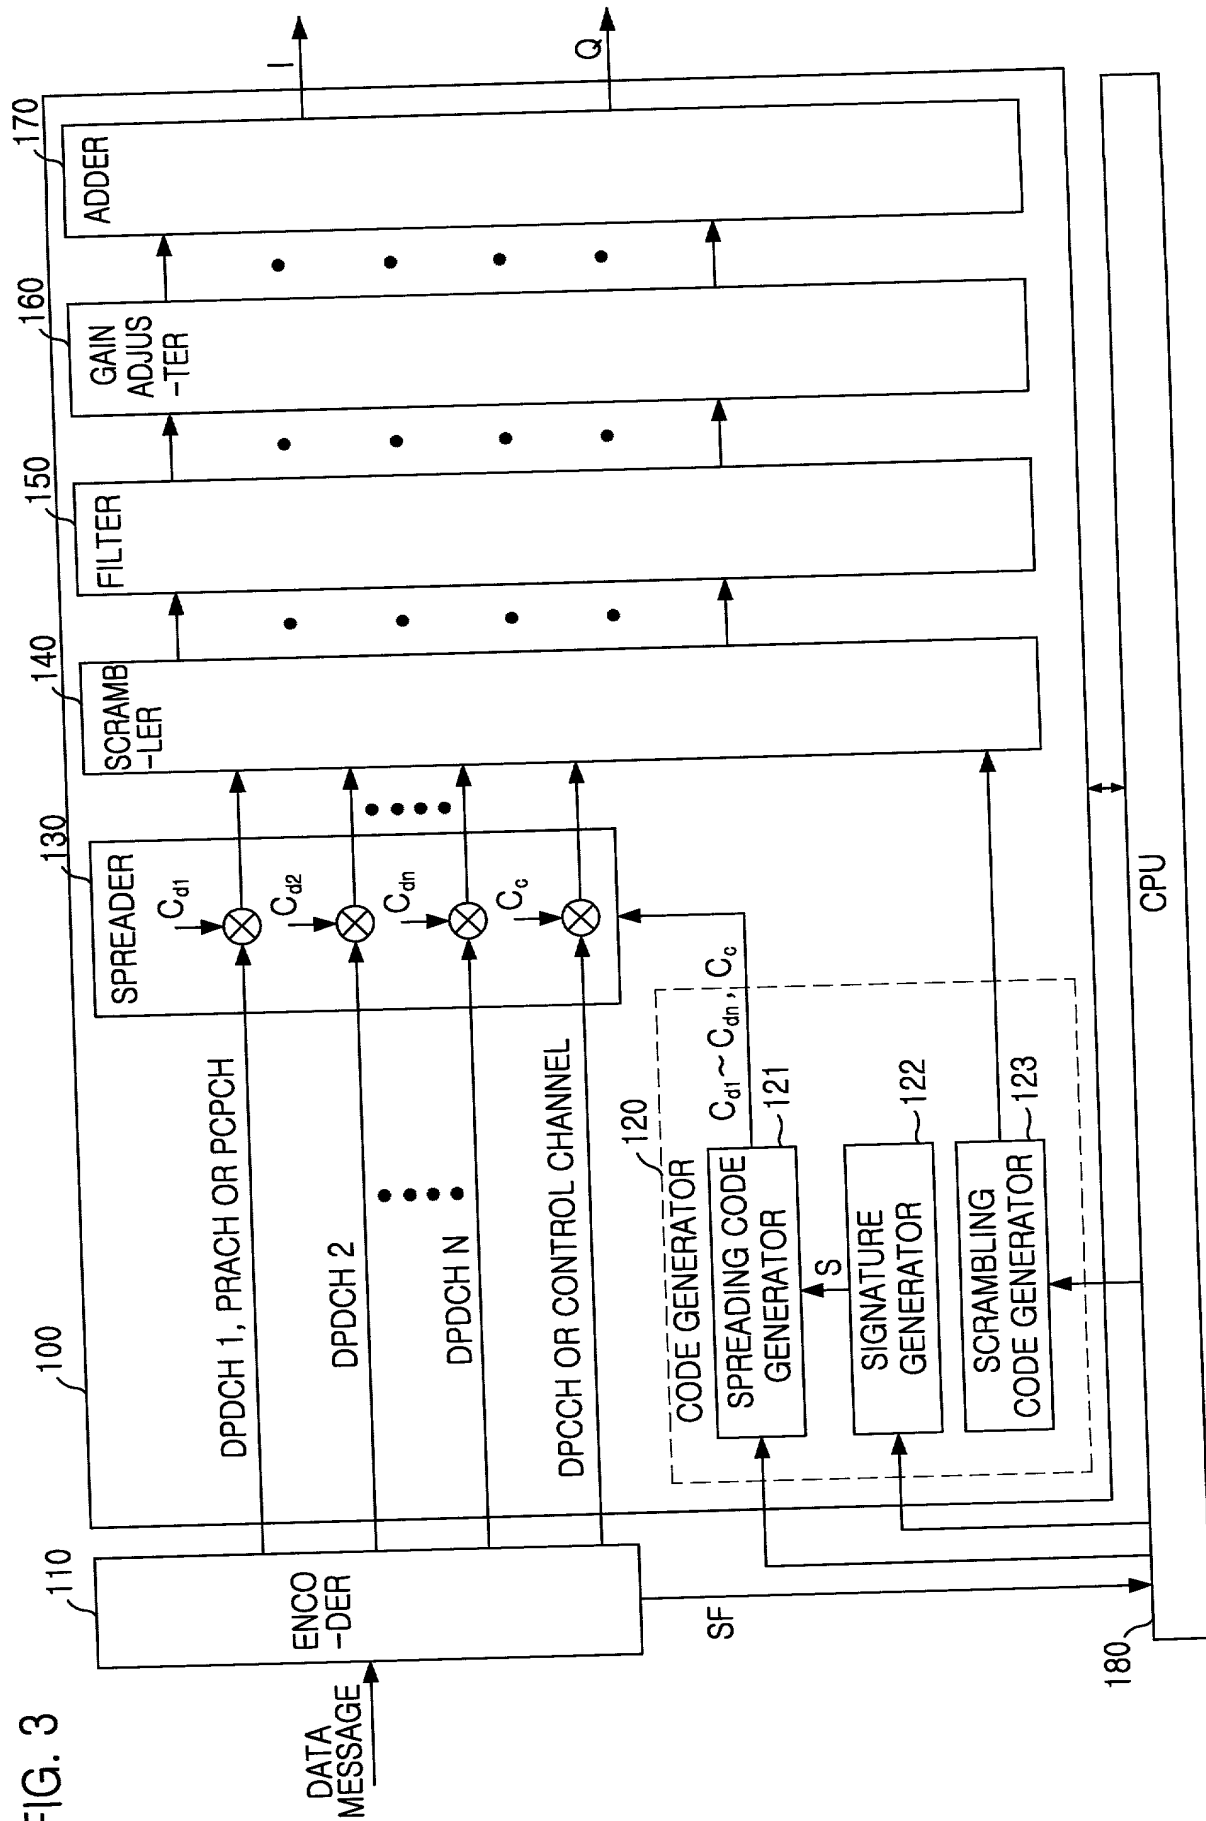 FIG. 3
DATA
MESSAGE
110
ENCO
-DER
SF
100
DPDCH 1, PRACH OR PCPCH
DPDCH 2
DPDCH N
DPCCH OR CONTROL CHANNEL
130
SPREADER
Cd1
Cd2
Cdn
Cc
120
CODE GENERATOR
Cd1 ~ Cdn, Cc
SPREADING CODE
GENERATOR
121
S
SIGNATURE
GENERATOR
122
SCRAMBLING
CODE GENERATOR
123
140
SCRAMB
-LER
150
FILTER
160
GAIN
ADJUS
-TER
170
ADDER
I
Q
180
CPU